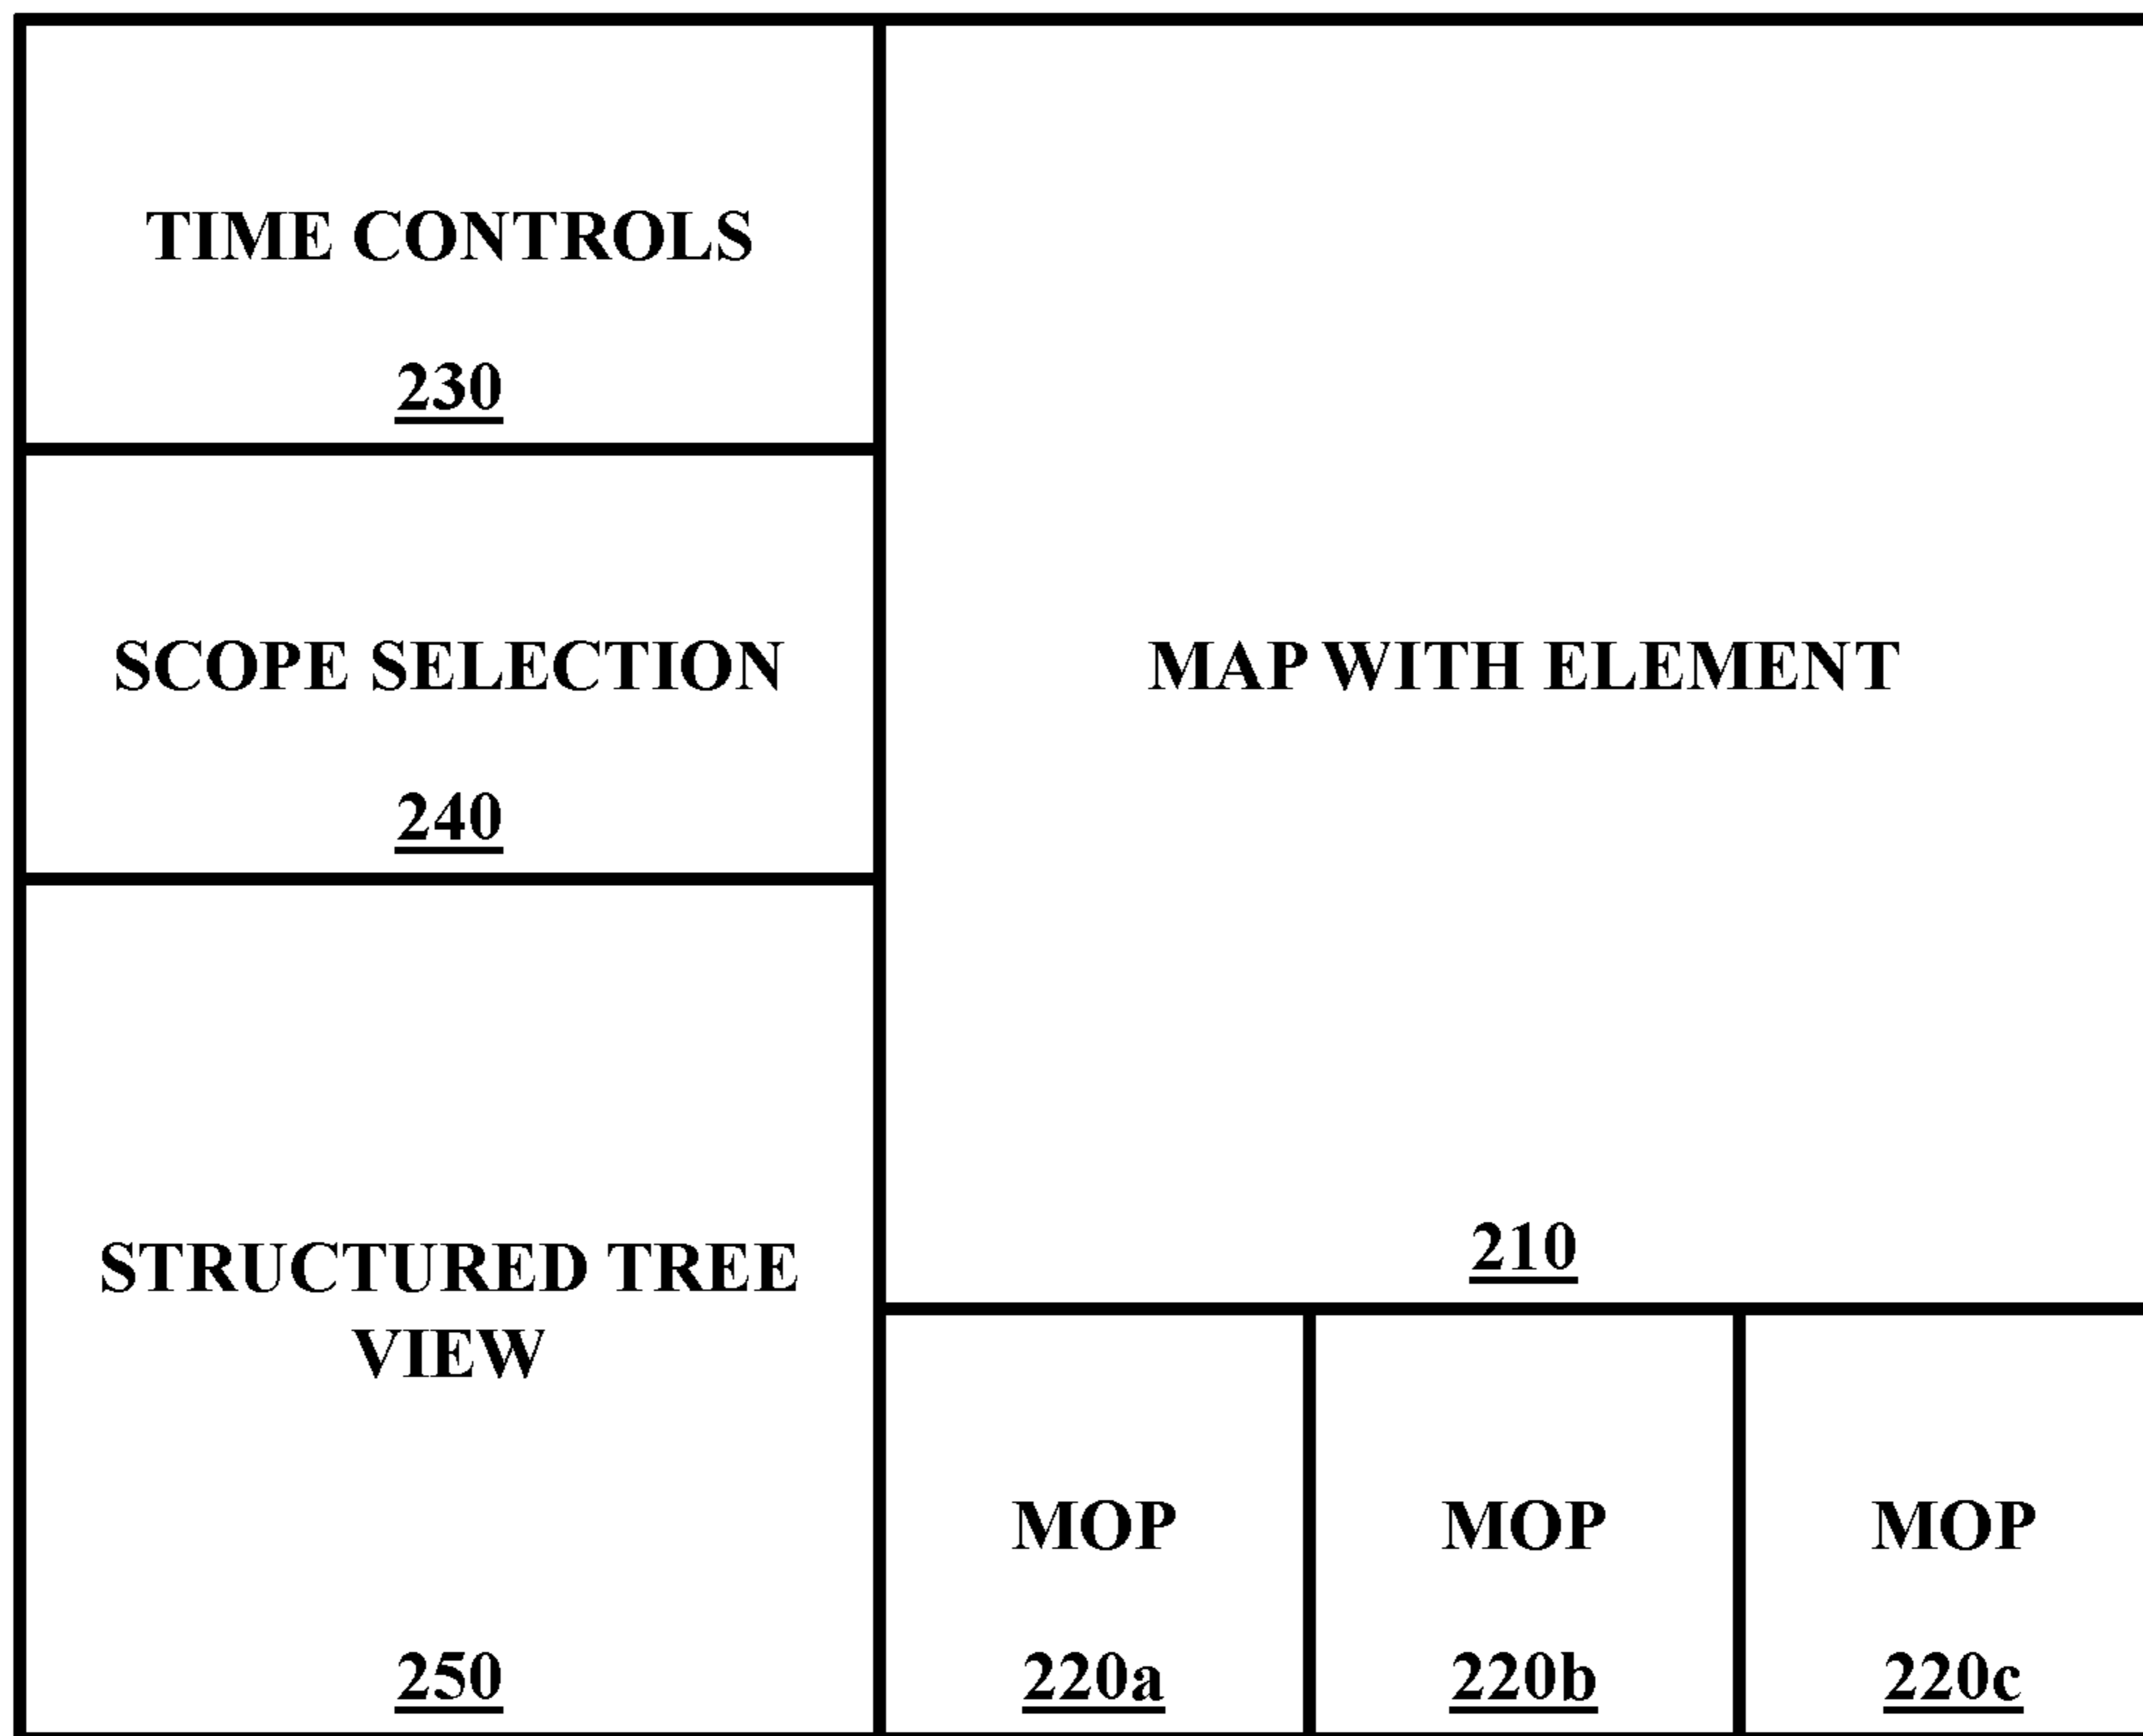 TIME CONTROLS
230
SCOPE SELECTION
240
STRUCTURED TREE
VIEW
250
MAP WITH ELEMENT
210
MOP
220a
MOP
220b
MOP
220c